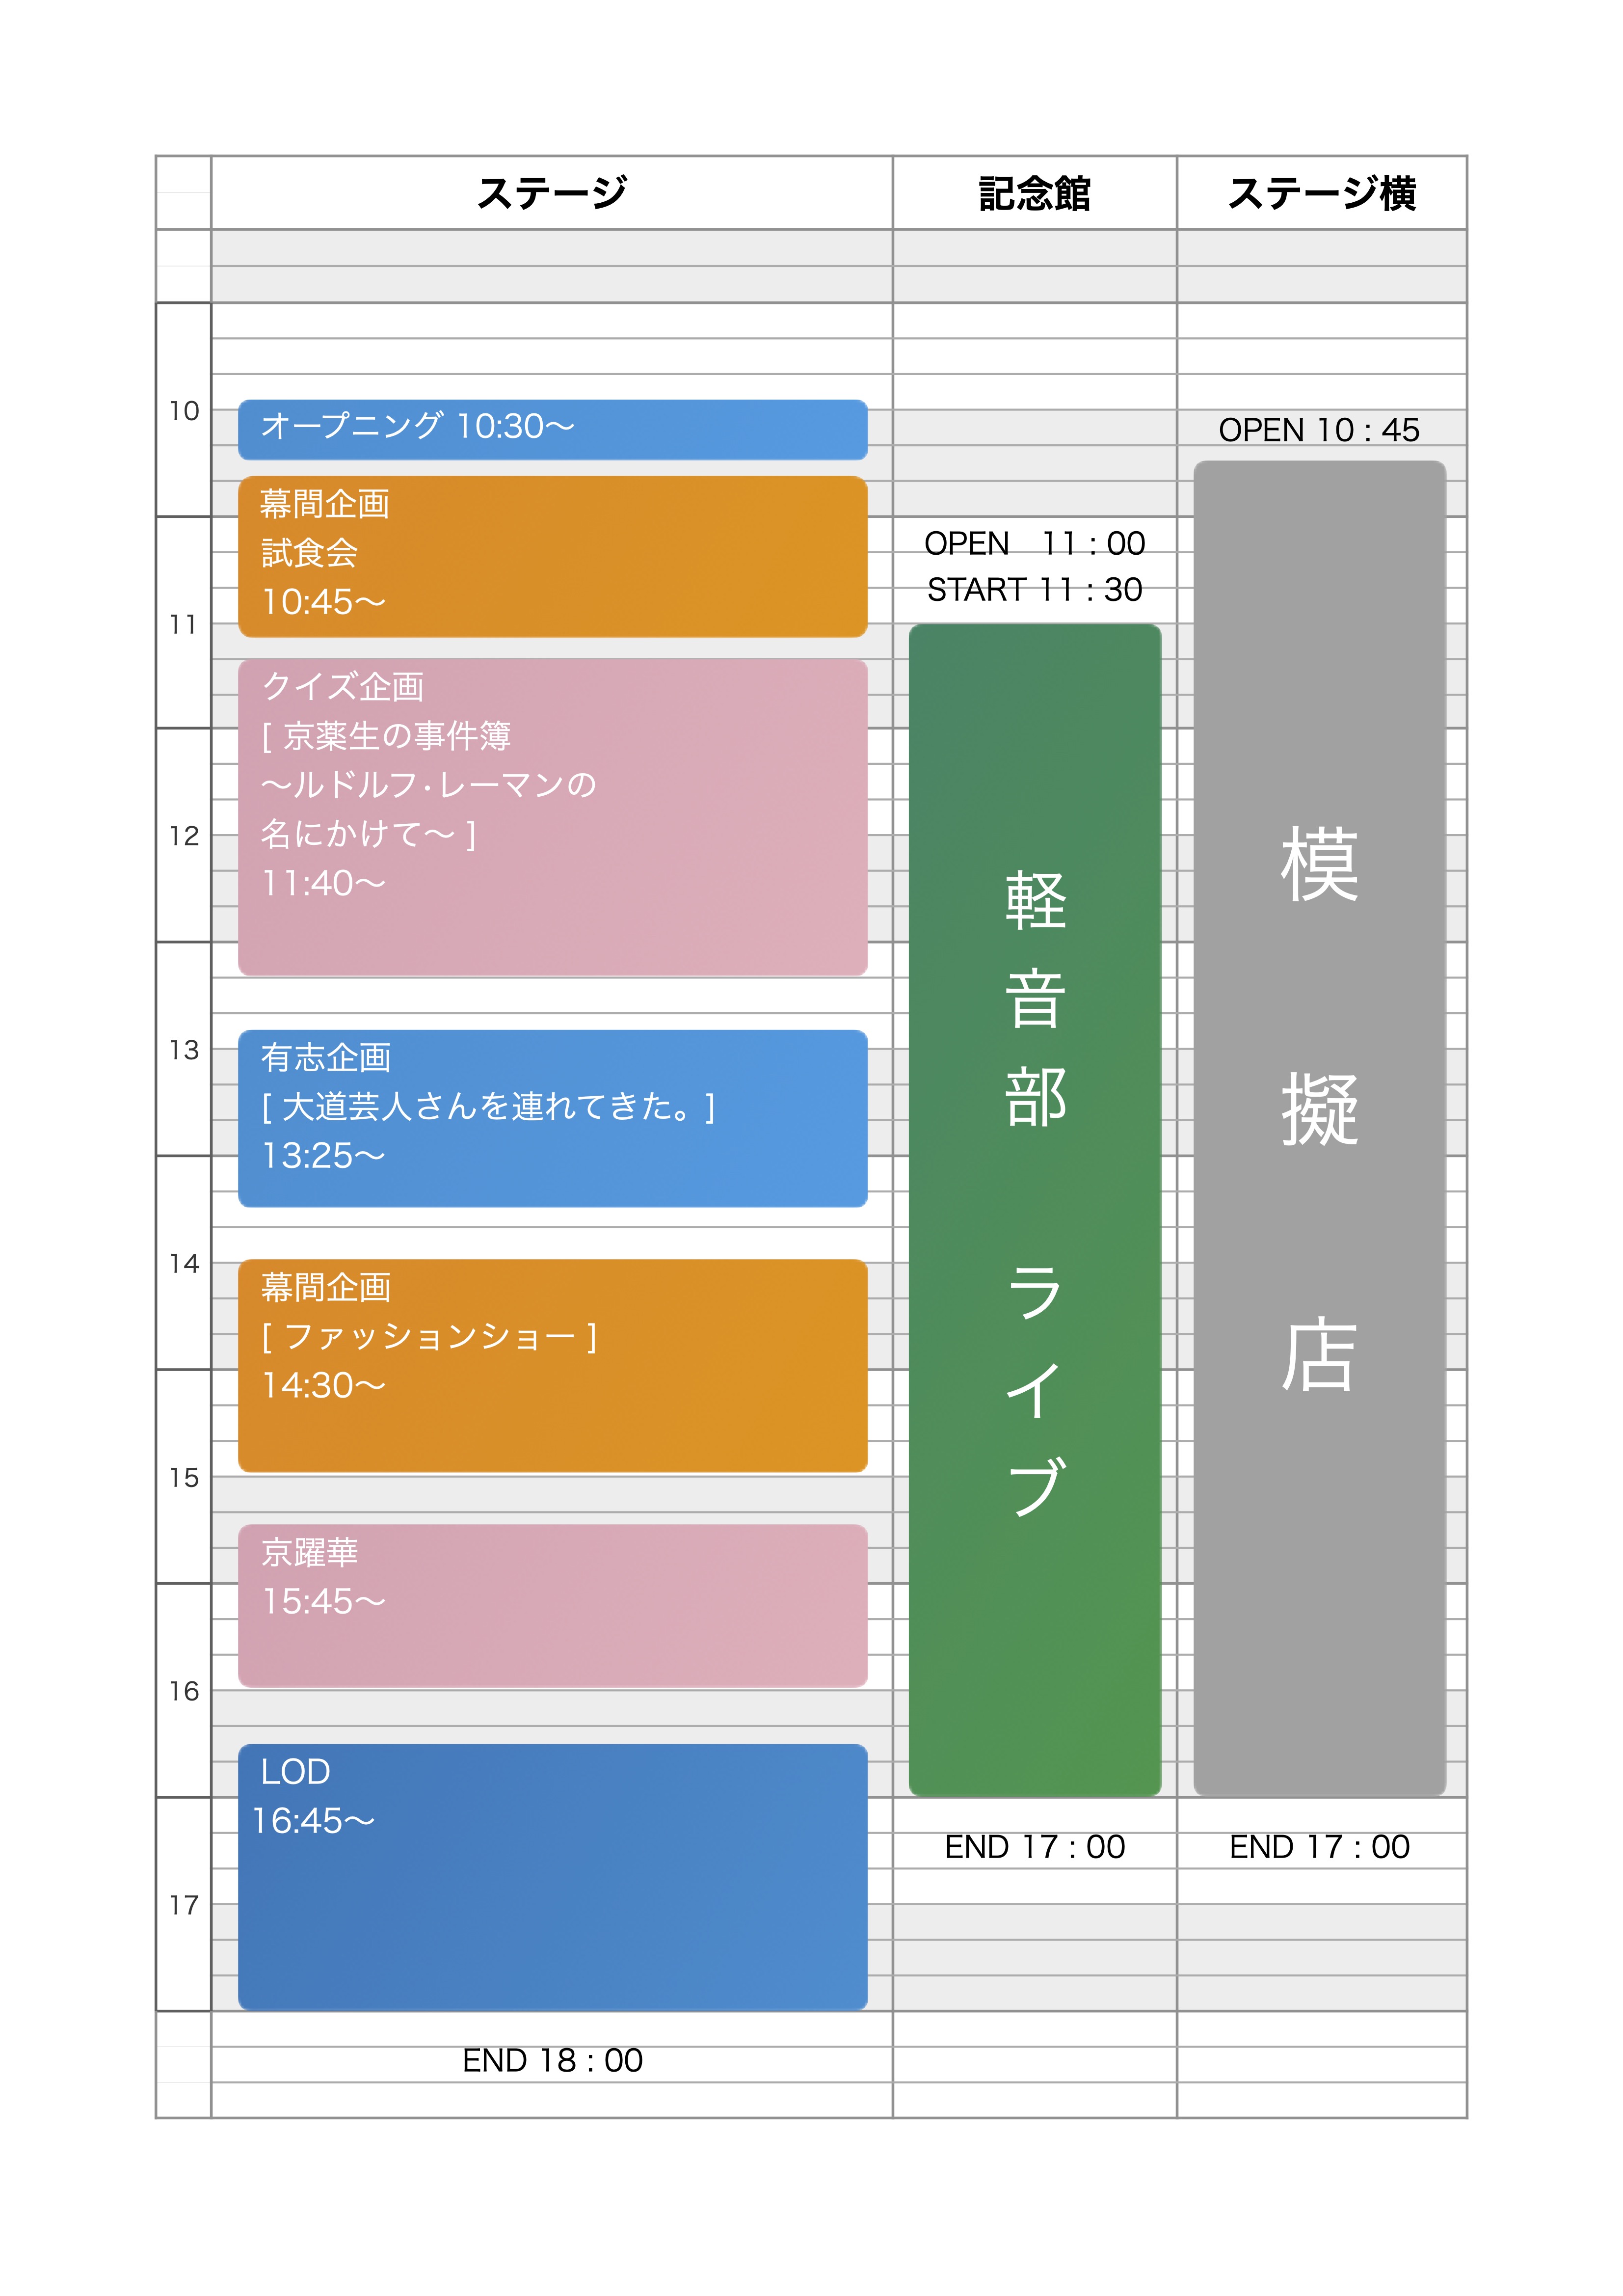 ステージ
記念館
ステージ横
10
11
12
13
14
15
16
17
オープニング 10:30～
幕間企画
試食会
10:45～
クイズ企画
[ 京薬生の事件簿
～ルドルフ・レーマンの
名にかけて～ ]
11:40～
有志企画
[ 大道芸人さんを連れてきた。]
13:25～
幕間企画
[ ファッションショー ]
14:30～
京躍華
15:45～
LOD
16:45～
END 18 : 00
OPEN 11 : 00
START 11 : 30
軽音部 ライブ
END 17 : 00
OPEN 10 : 45
模擬店
END 17 : 00